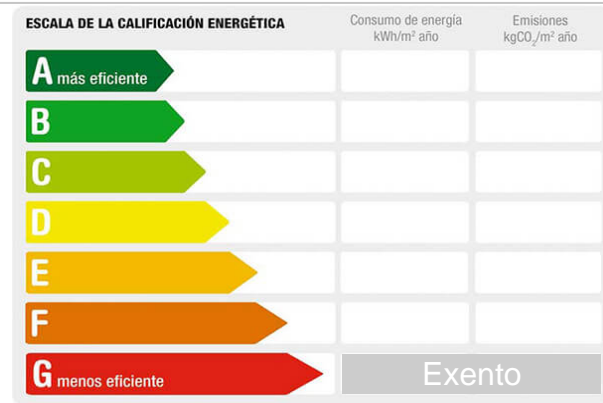 ESCALA DE LA CALIFICACIÓN ENERGÉTICA
Consumo de energía
kWh/m² año
Emisiones
kgCO₂/m² año
A más eficiente
B
C
D
E
F
G menos eficiente
Exento